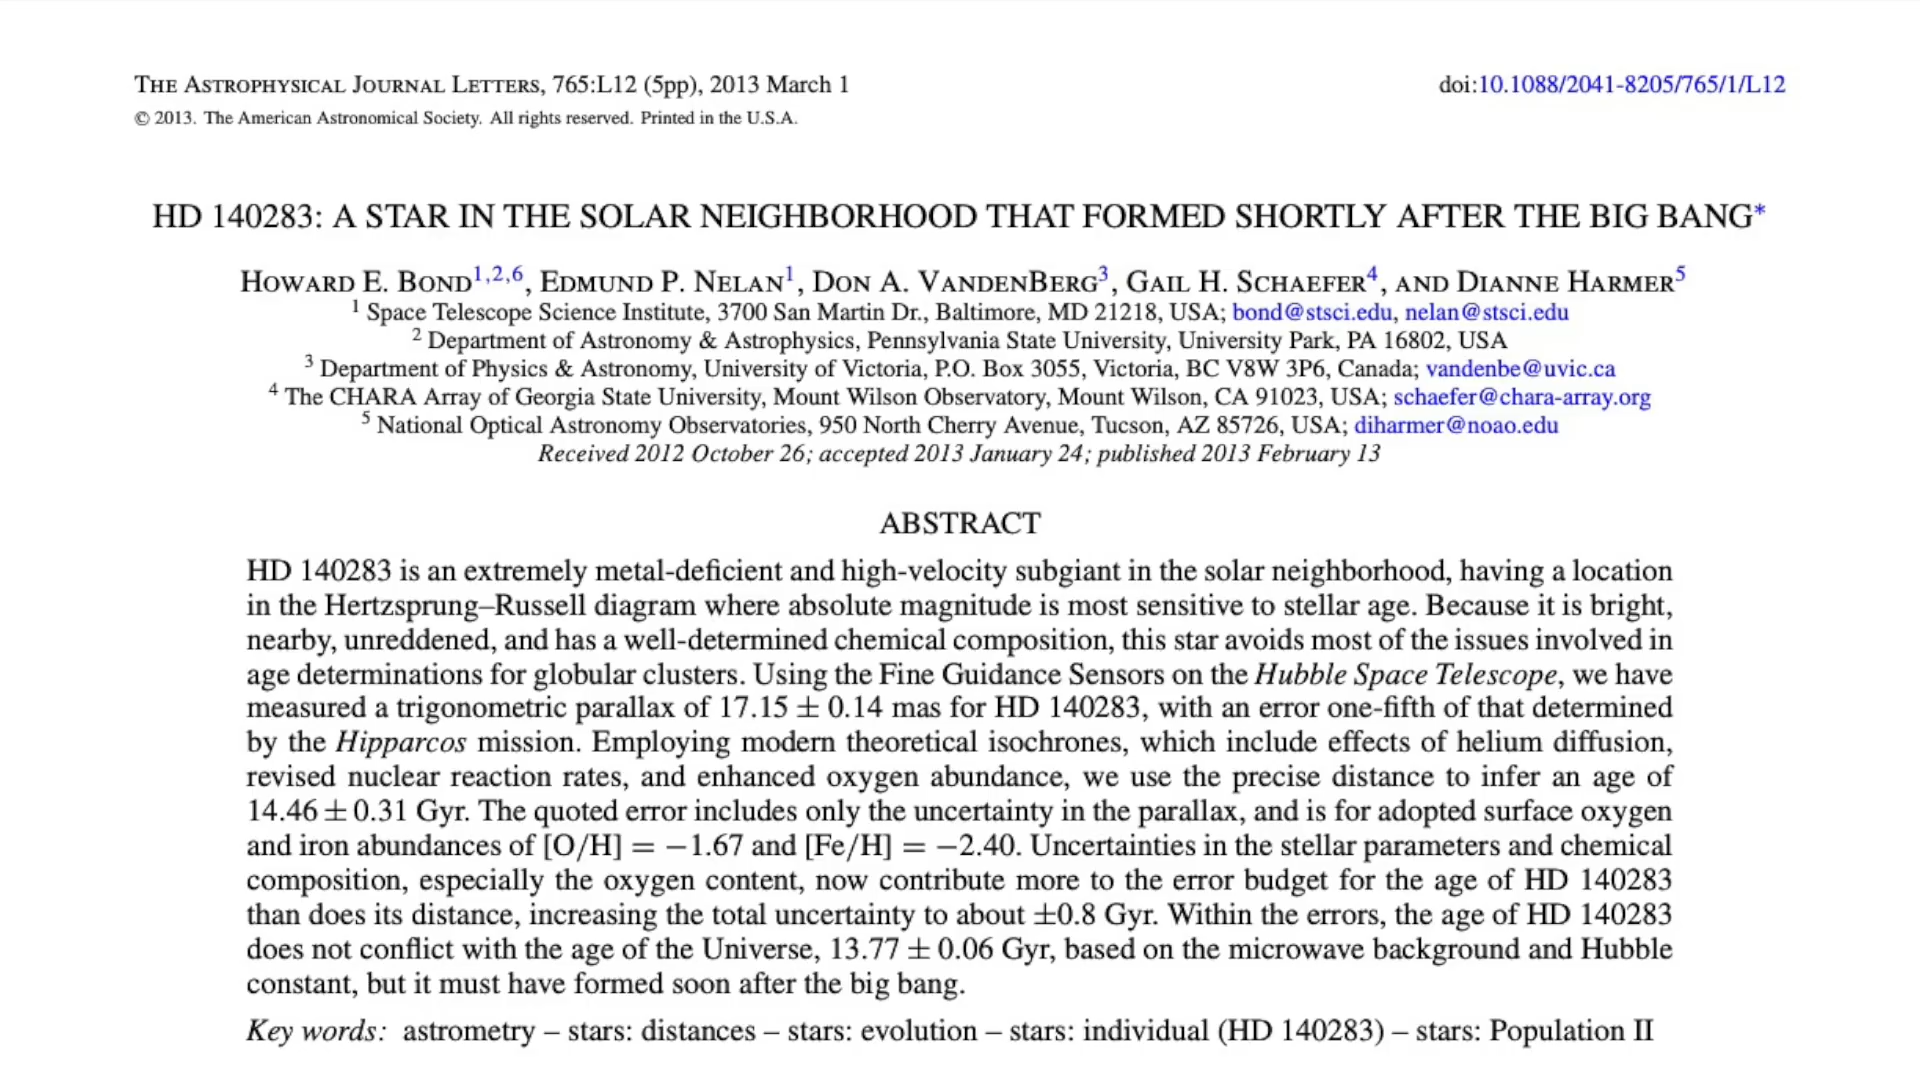 THE ASTROPHYSICAL JOURNAL LETTERS, 765:L12 (5pp), 2013 March 1
doi:10.1088/2041-8205/765/1/L12
© 2013. The American Astronomical Society. All rights reserved. Printed in the U.S.A.
HD 140283: A STAR IN THE SOLAR NEIGHBORHOOD THAT FORMED SHORTLY AFTER THE BIG BANG*
HOWARD E. BOND1,2,6, EDMUND P. NELAN1, DON A. VANDENBERG3, GAIL H. SCHAEFER4, AND DIANNE HARMER5
1 Space Telescope Science Institute, 3700 San Martin Dr., Baltimore, MD 21218, USA; bond@stsci.edu, nelan@stsci.edu
2 Department of Astronomy & Astrophysics, Pennsylvania State University, University Park, PA 16802, USA
3 Department of Physics & Astronomy, University of Victoria, P.O. Box 3055, Victoria, BC V8W 3P6, Canada; vandenbe@uvic.ca
4 The CHARA Array of Georgia State University, Mount Wilson Observatory, Mount Wilson, CA 91023, USA; schaefer@chara-array.org
5 National Optical Astronomy Observatories, 950 North Cherry Avenue, Tucson, AZ 85726, USA; diharmer@noao.edu
Received 2012 October 26; accepted 2013 January 24; published 2013 February 13
ABSTRACT
HD 140283 is an extremely metal-deficient and high-velocity subgiant in the solar neighborhood, having a location
in the Hertzsprung–Russell diagram where absolute magnitude is most sensitive to stellar age. Because it is bright,
nearby, unreddened, and has a well-determined chemical composition, this star avoids most of the issues involved in
age determinations for globular clusters. Using the Fine Guidance Sensors on the Hubble Space Telescope, we have
measured a trigonometric parallax of 17.15 ± 0.14 mas for HD 140283, with an error one-fifth of that determined
by the Hipparcos mission. Employing modern theoretical isochrones, which include effects of helium diffusion,
revised nuclear reaction rates, and enhanced oxygen abundance, we use the precise distance to infer an age of
14.46 ± 0.31 Gyr. The quoted error includes only the uncertainty in the parallax, and is for adopted surface oxygen
and iron abundances of [O/H] = −1.67 and [Fe/H] = −2.40. Uncertainties in the stellar parameters and chemical
composition, especially the oxygen content, now contribute more to the error budget for the age of HD 140283
than does its distance, increasing the total uncertainty to about ±0.8 Gyr. Within the errors, the age of HD 140283
does not conflict with the age of the Universe, 13.77 ± 0.06 Gyr, based on the microwave background and Hubble
constant, but it must have formed soon after the big bang.
Key words: astrometry – stars: distances – stars: evolution – stars: individual (HD 140283) – stars: Population II